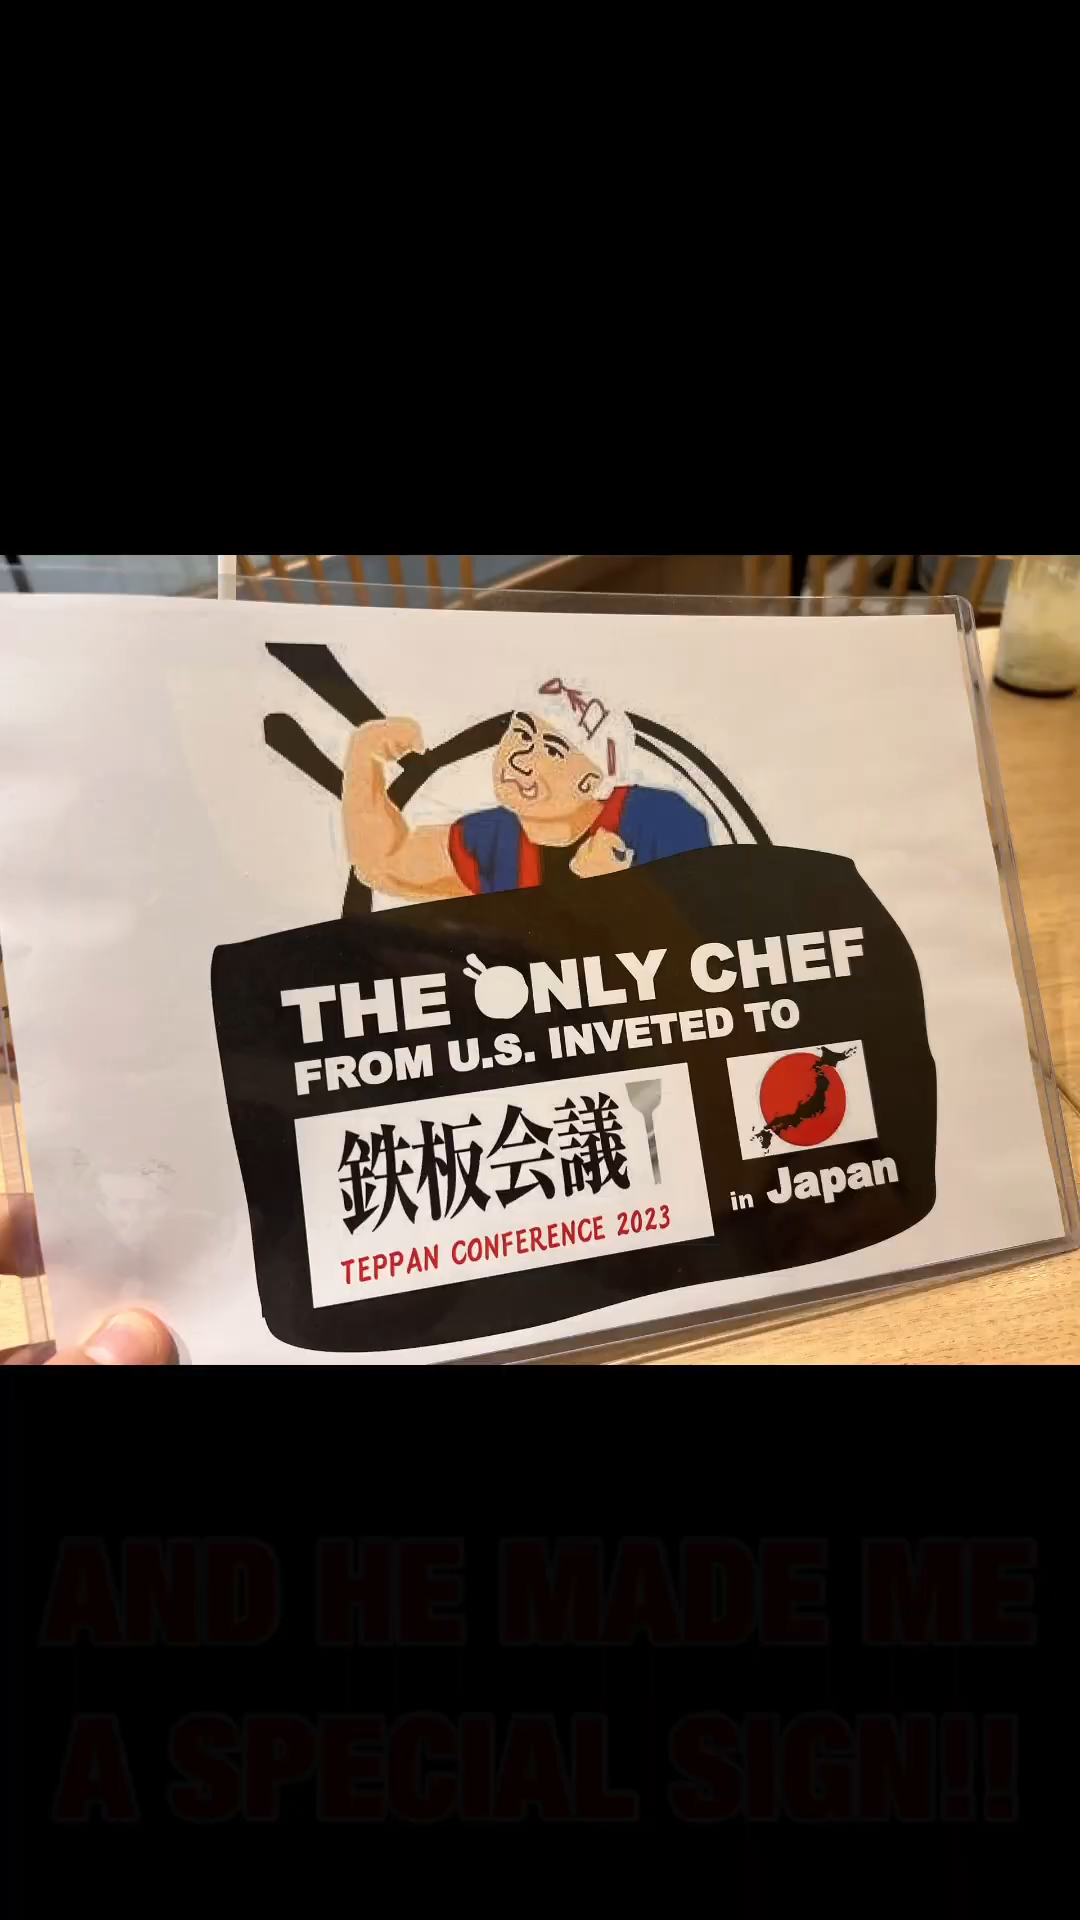 THE ONLY CHEF
FROM U.S. INVETED TO
鉄板会議
TEPPAN CONFERENCE 2023
in Japan
AND HE MADE ME
A SPECIAL SIGN!!